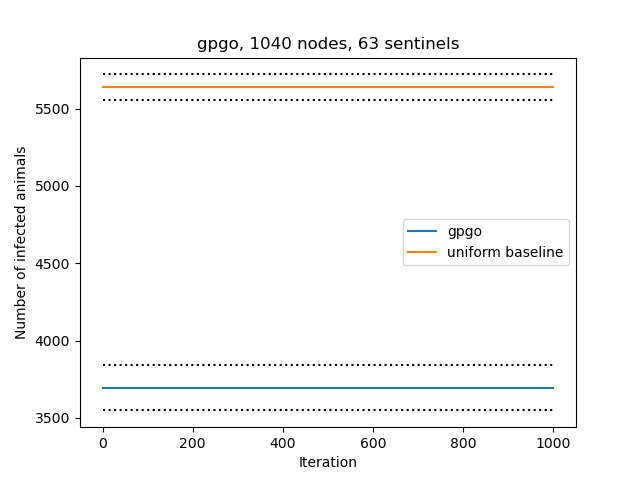 gpgo, 1040 nodes, 63 sentinels
Number of infected animals
5500
5000
4500
4000
3500
gpgo
uniform baseline
0
200
400
600
800
1000
Iteration